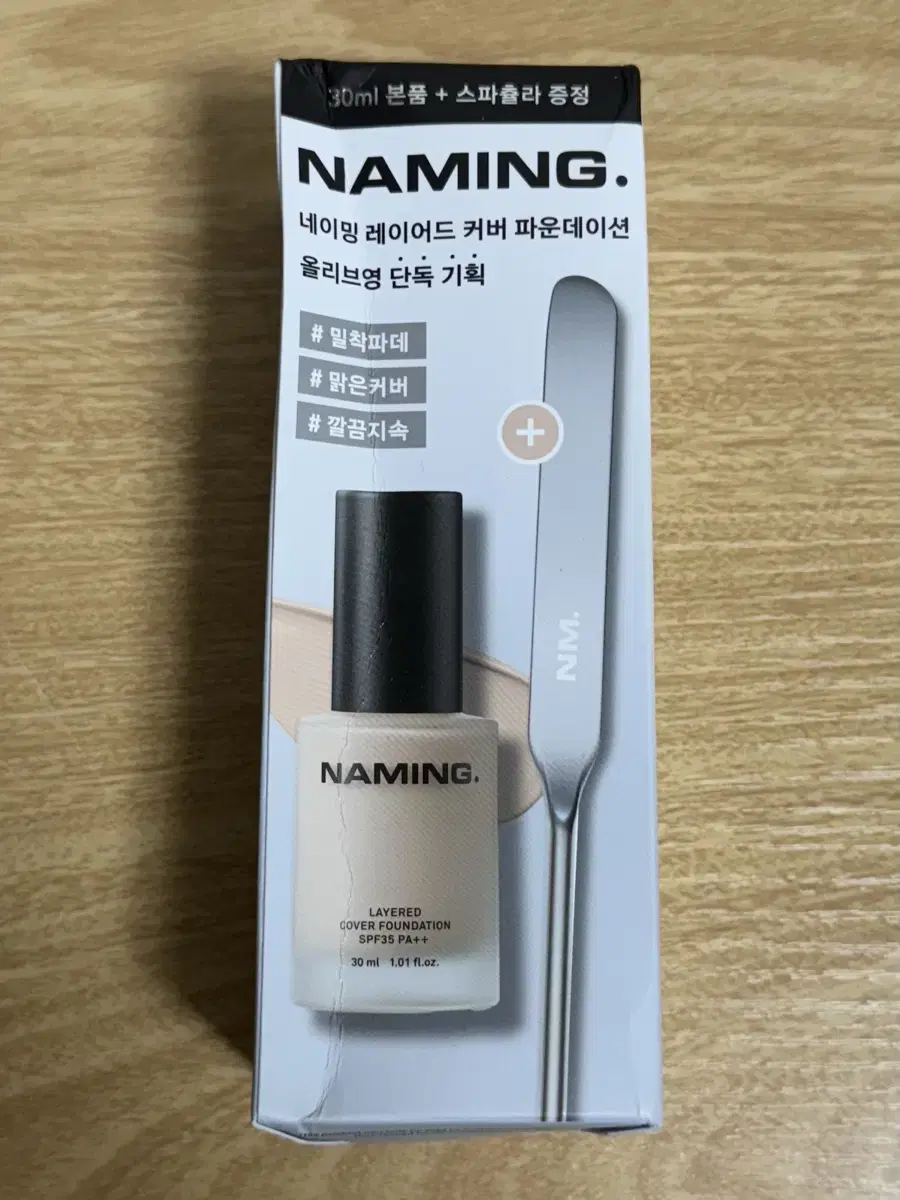 30ml 본품 + 스파츌라 증정
NAMING.
네이밍 레이어드 커버 파운데이션
올리브영 단독 기획
# 밀착파데
# 맑은커버
# 깔끔지속
+
NM.
NAMING.
LAYERED
COVER FOUNDATION
SPF35 PA++
30 ml 1.01 fl.oz.